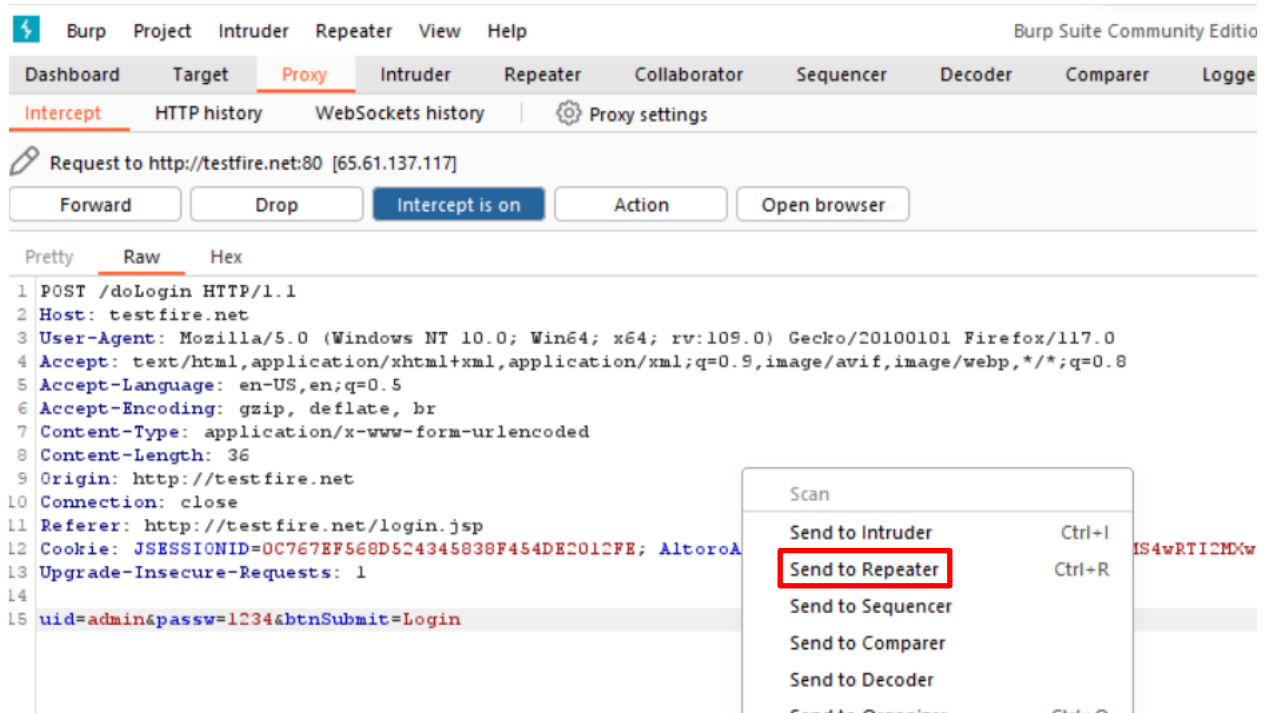 Burp Project Intruder Repeater View Help Burp Suite Community Editio
Dashboard Target Proxy Intruder Repeater Collaborator Sequencer Decoder Comparer Logge
Intercept HTTP history WebSockets history Proxy settings
Request to http://testfire.net:80 [65.61.137.117]
Forward Drop Intercept is on Action Open browser
Pretty Raw Hex
1 POST /doLogin HTTP/1.1
2 Host: testfire.net
3 User-Agent: Mozilla/5.0 (Windows NT 10.0; Win64; x64; rv:109.0) Gecko/20100101 Firefox/117.0
4 Accept: text/html,application/xhtml+xml,application/xml;q=0.9,image/avif,image/webp,*/*;q=0.8
5 Accept-Language: en-US,en;q=0.5
6 Accept-Encoding: gzip, deflate, br
7 Content-Type: application/x-www-form-urlencoded
8 Content-Length: 36
9 Origin: http://testfire.net
10 Connection: close
11 Referer: http://testfire.net/login.jsp
12 Cookie: JSESSIONID=0C767EF568D524345838F454DE2012FE; AltoroA MS4wRTI2MXw
13 Upgrade-Insecure-Requests: 1
14
15 uid=admin&passw=1234&btnSubmit=Login
Scan
Send to Intruder Ctrl+I
Send to Repeater Ctrl+R
Send to Sequencer
Send to Comparer
Send to Decoder